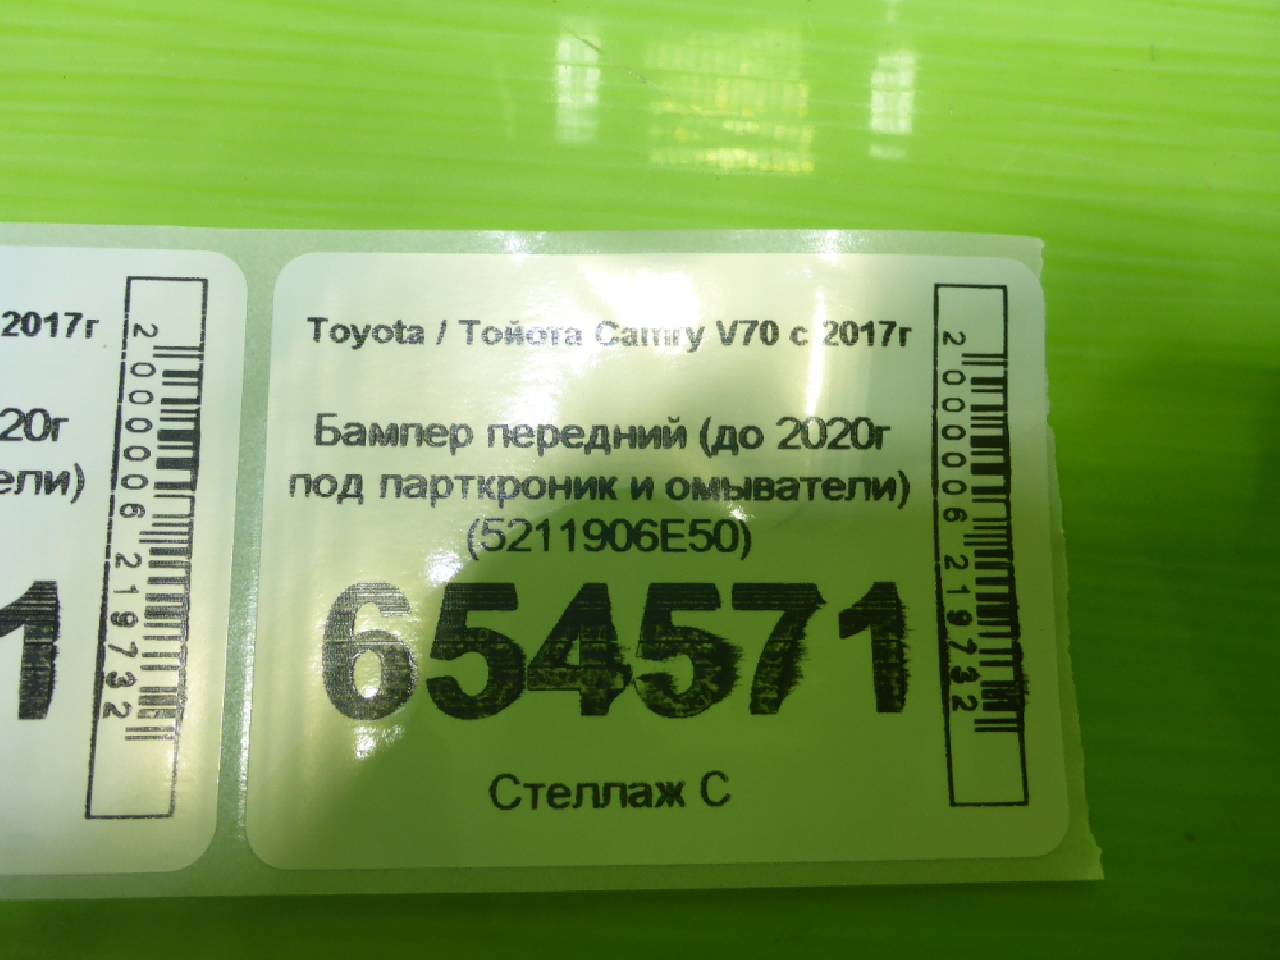 2017г
20г
ели)
1
2000006219732
Toyota / Тойота Camry V70 с 2017г
Бампер передний (до 2020г
под парткроник и омыватели)
(5211906E50)
654571
Стеллаж С
2000006219732